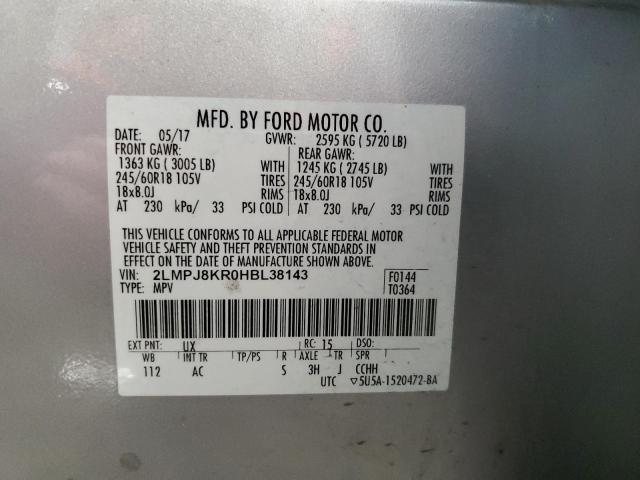 MFD. BY FORD MOTOR CO.
DATE: 05/17 GVWR: 2595 KG ( 5720 LB)
FRONT GAWR: REAR GAWR:
1363 KG ( 3005 LB) WITH 1245 KG ( 2745 LB) WITH
245/60R18 105V TIRES 245/60R18 105V TIRES
18x8.0J RIMS 18x8.0J RIMS
AT 230 kPa/ 33 PSI COLD AT 230 kPa/ 33 PSI COLD
THIS VEHICLE CONFORMS TO ALL APPLICABLE FEDERAL MOTOR
VEHICLE SAFETY AND THEFT PREVENTION STANDARDS IN
EFFECT ON THE DATE OF MANUFACTURE SHOWN ABOVE.
VIN: 2LMPJ8KR0HBL38143 F0144
TYPE: MPV T0364
EXT PNT: UX RC: 15 DSO:
WB INT TR TP/PS R AXLE TR SPR
112 AC S 3H J CCHH
UTC ▽5U5A-1520472-BA